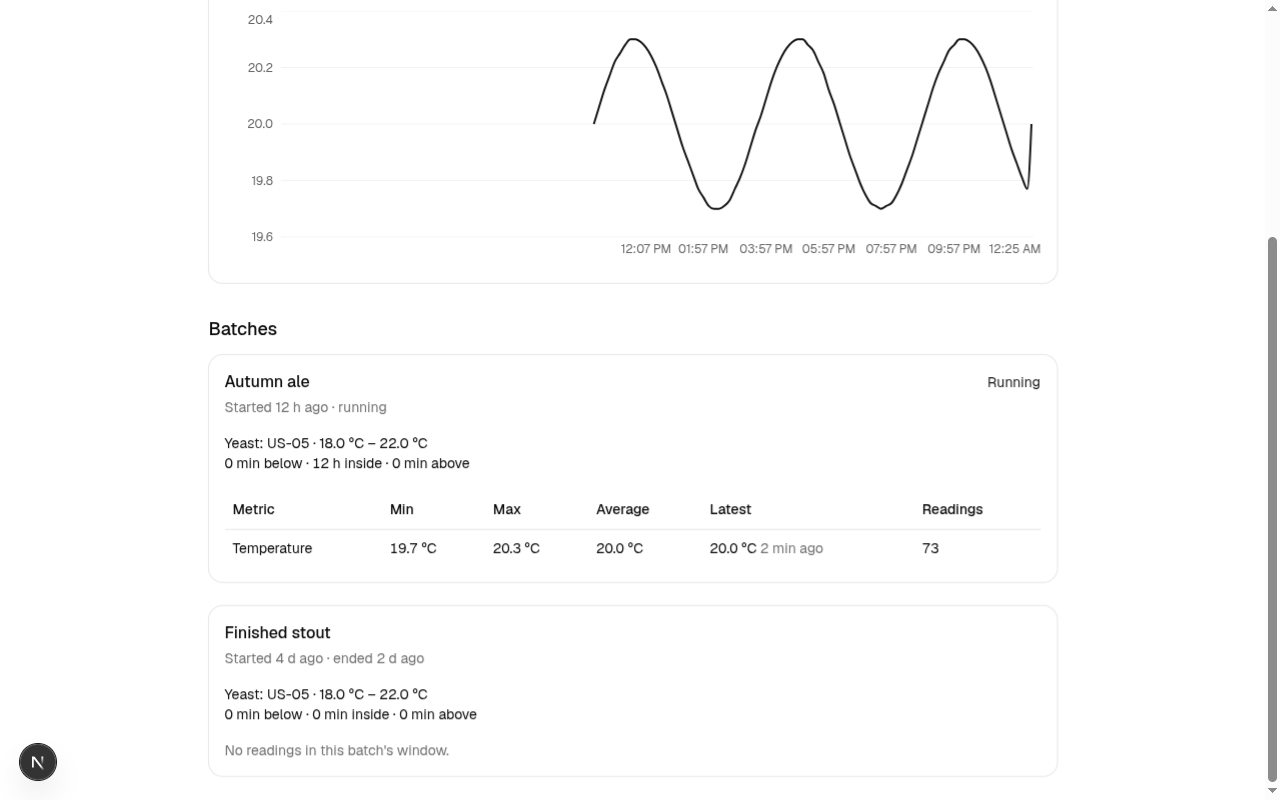 20.4
20.2
20.0
19.8
19.6
12:07 PM 01:57 PM 03:57 PM 05:57 PM 07:57 PM 09:57 PM 12:25 AM
Batches
Autumn ale
Running
Started 12 h ago · running
Yeast: US-05 · 18.0 °C – 22.0 °C
0 min below · 12 h inside · 0 min above
Metric Min Max Average Latest Readings
Temperature 19.7 °C 20.3 °C 20.0 °C 20.0 °C 2 min ago 73
Finished stout
Started 4 d ago · ended 2 d ago
Yeast: US-05 · 18.0 °C – 22.0 °C
0 min below · 0 min inside · 0 min above
No readings in this batch's window.
N